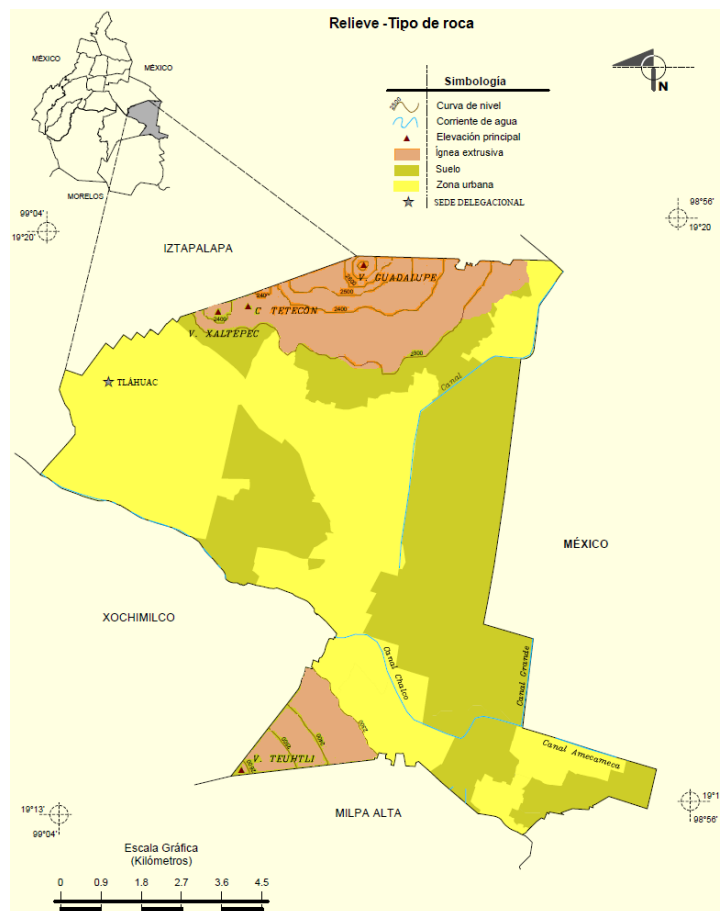 Relieve -Tipo de roca
MÉXICO
MÉXICO
MORELOS
N
Simbología
Curva de nivel
Corriente de agua
Elevación principal
Ígnea extrusiva
Suelo
Zona urbana
SEDE DELEGACIONAL
99°04'
19°20'
98°56'
19°20
IZTAPALAPA
V. GUADALUPE
2500
2400
C TETECÓN
2400
V. XALTEPEC
2300
TLÁHUAC
Canal
MÉXICO
XOCHIMILCO
Canal Chalco
Canal Grande
Canal Amecameca
V. TEUHTLI
MILPA ALTA
19°13'
99°04'
19°1
98°56'
Escala Gráfica
(Kilómetros)
0 0.9 1.8 2.7 3.6 4.5